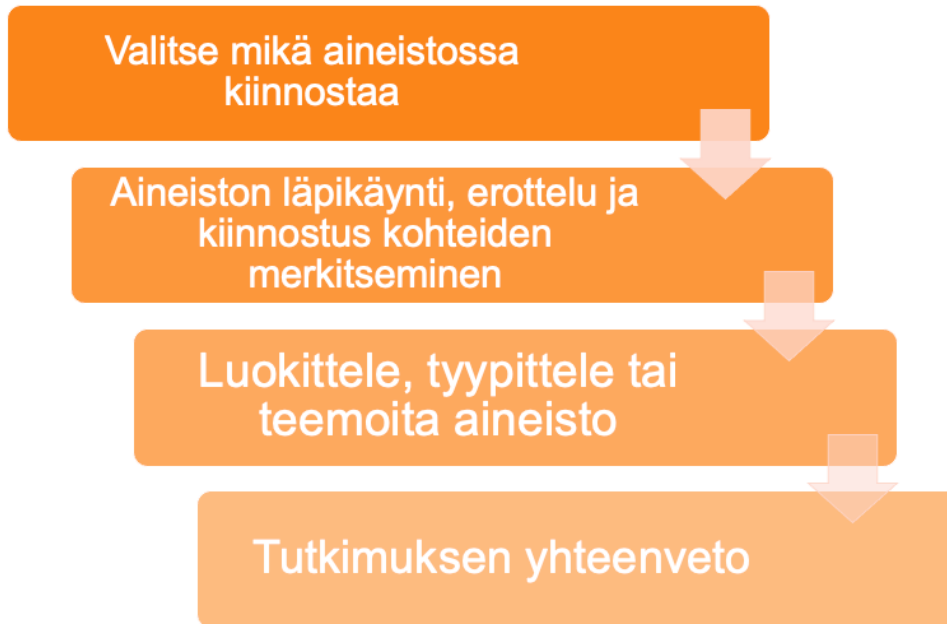 Valitse mikä aineistossa
kiinnostaa
Aineiston läpikäynti, erottelu ja
kiinnostus kohteiden
merkitseminen
Luokittele, tyypittele tai
teemoita aineisto
Tutkimuksen yhteenveto